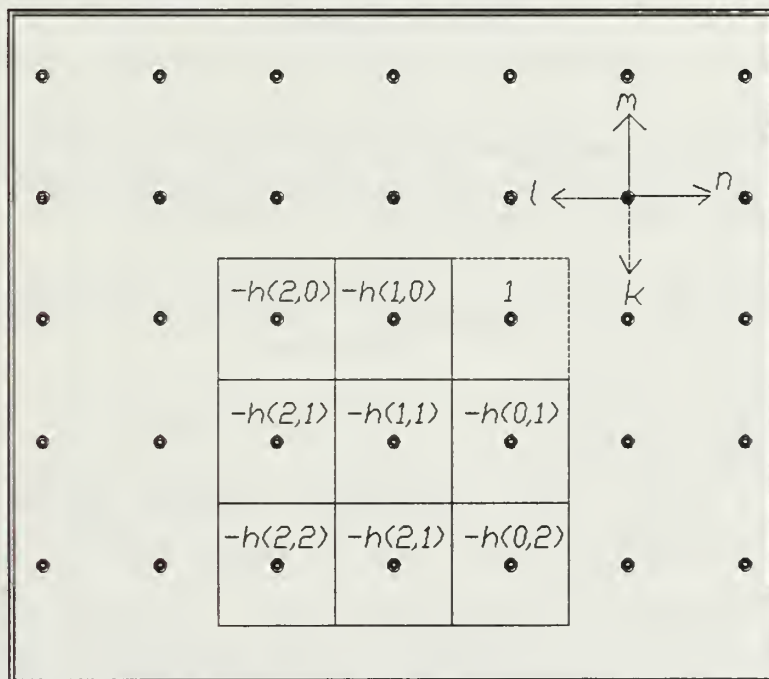 m
l n
k
-h(2,0) -h(1,0) 1
-h(2,1) -h(1,1) -h(0,1)
-h(2,2) -h(2,1) -h(0,2)